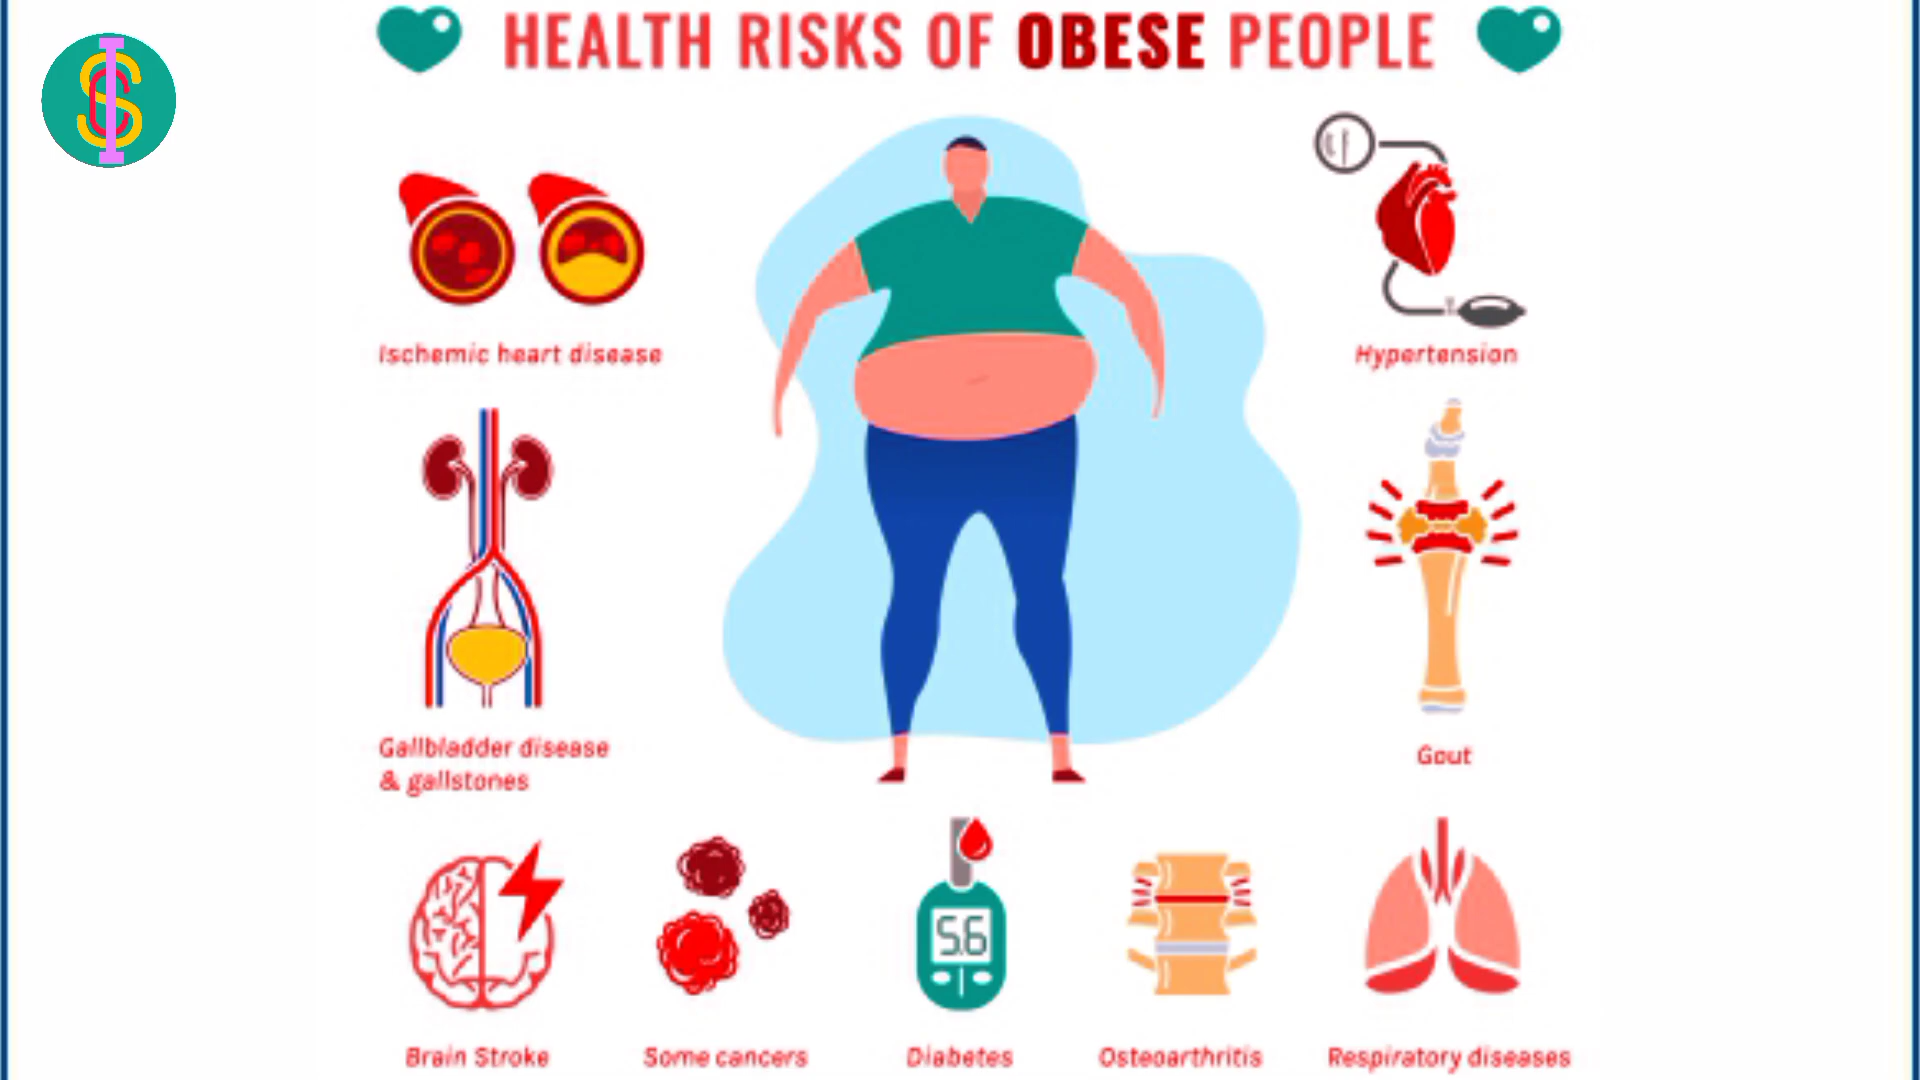 HEALTH RISKS OF OBESE PEOPLE
Ischemic heart disease
Hypertension
Gallbladder disease
& gallstones
Gout
5.6
Brain Stroke
Some cancers
Diabetes
Osteoarthritis
Respiratory diseases